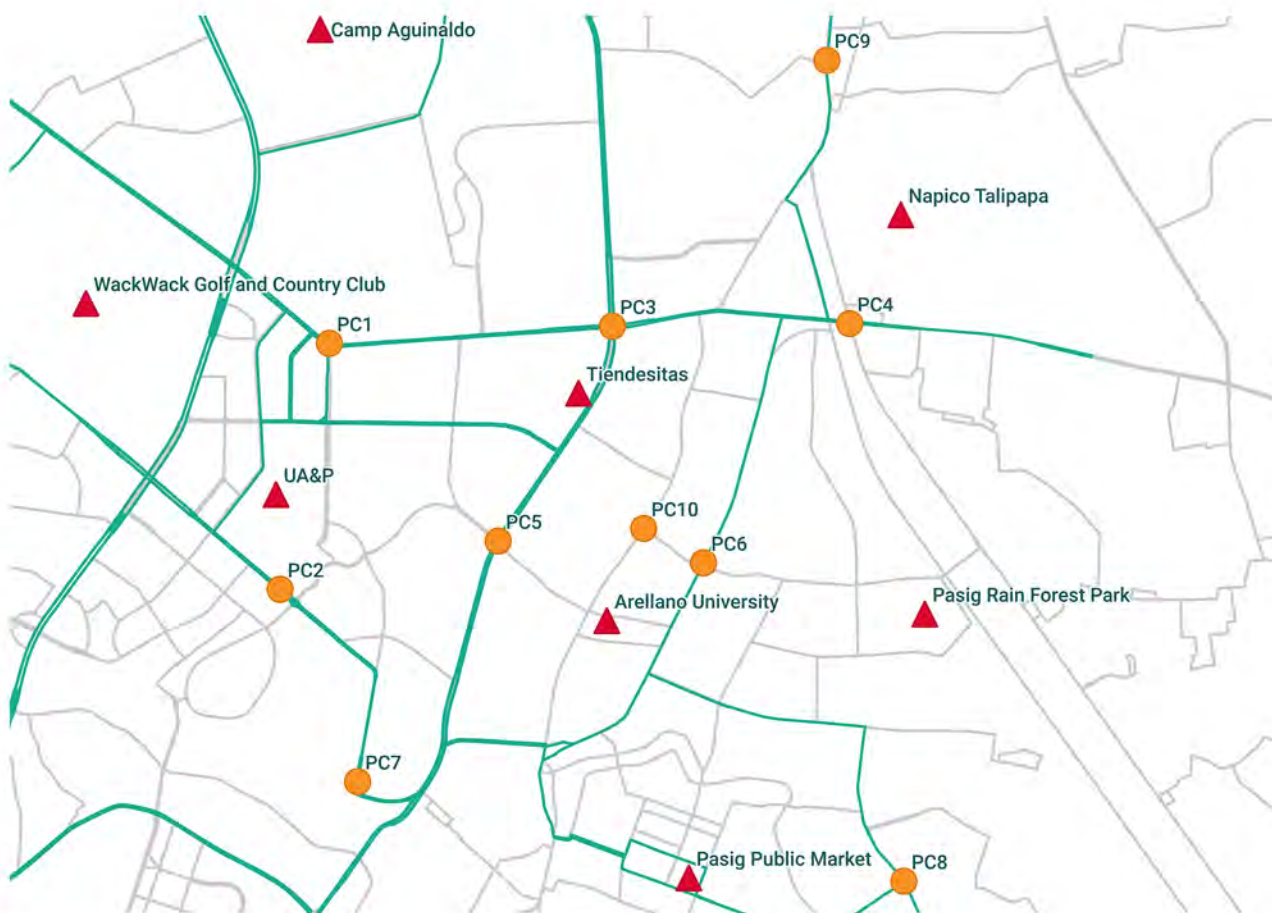 Camp Aguinaldo
PC9
Napico Talipapa
WackWack Golf and Country Club
PC3
PC4
PC1
Tiendesitas
UA&P
PC10
PC5
PC6
PC2
Arellano University
Pasig Rain Forest Park
PC7
Pasig Public Market
PC8